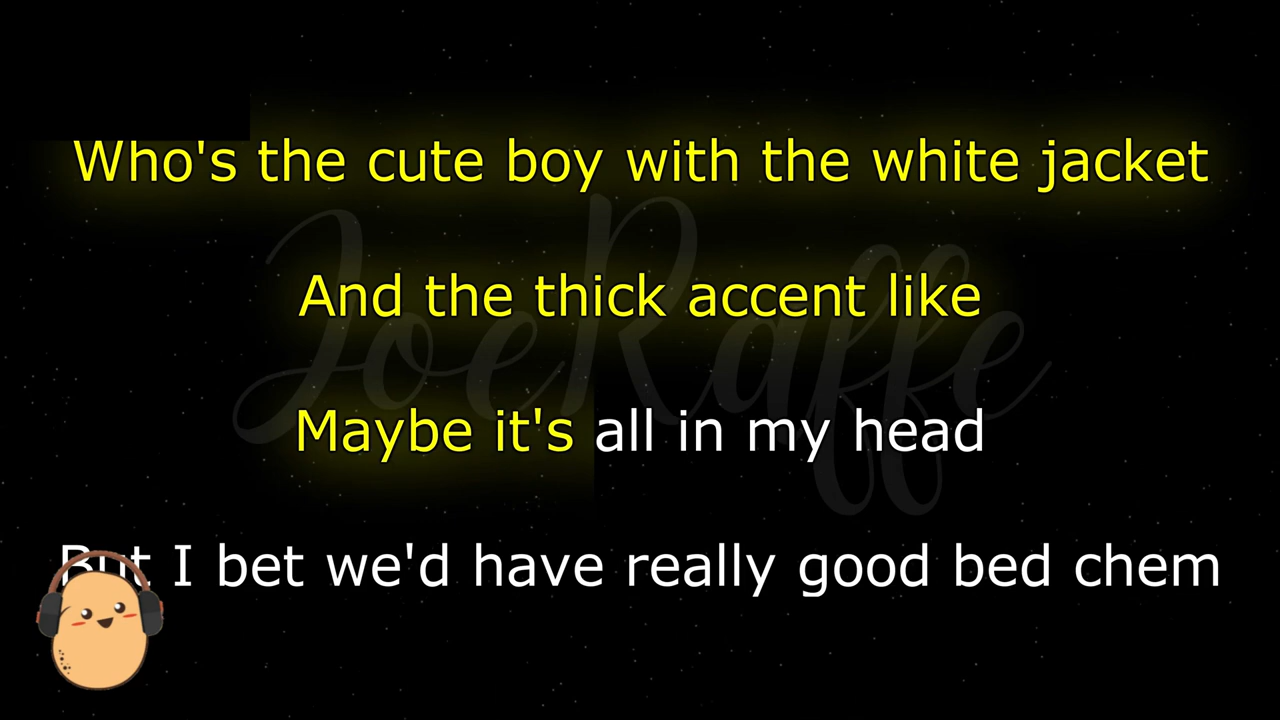 Who's the cute boy with the white jacket
And the thick accent like
Maybe it's all in my head
But I bet we'd have really good bed chem
JoeRaffe